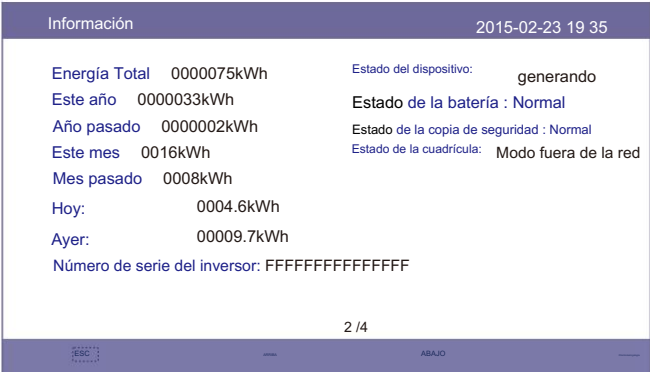 Información 2015-02-23 19 35
Energía Total 0000075kWh
Este año 0000033kWh
Año pasado 0000002kWh
Este mes 0016kWh
Mes pasado 0008kWh
Hoy: 0004.6kWh
Ayer: 00009.7kWh
Número de serie del inversor: FFFFFFFFFFFFFFF
Estado del dispositivo: generando
Estado de la batería : Normal
Estado de la copia de seguridad : Normal
Estado de la cuadrícula: Modo fuera de la red
2 /4
ESC ABAJO